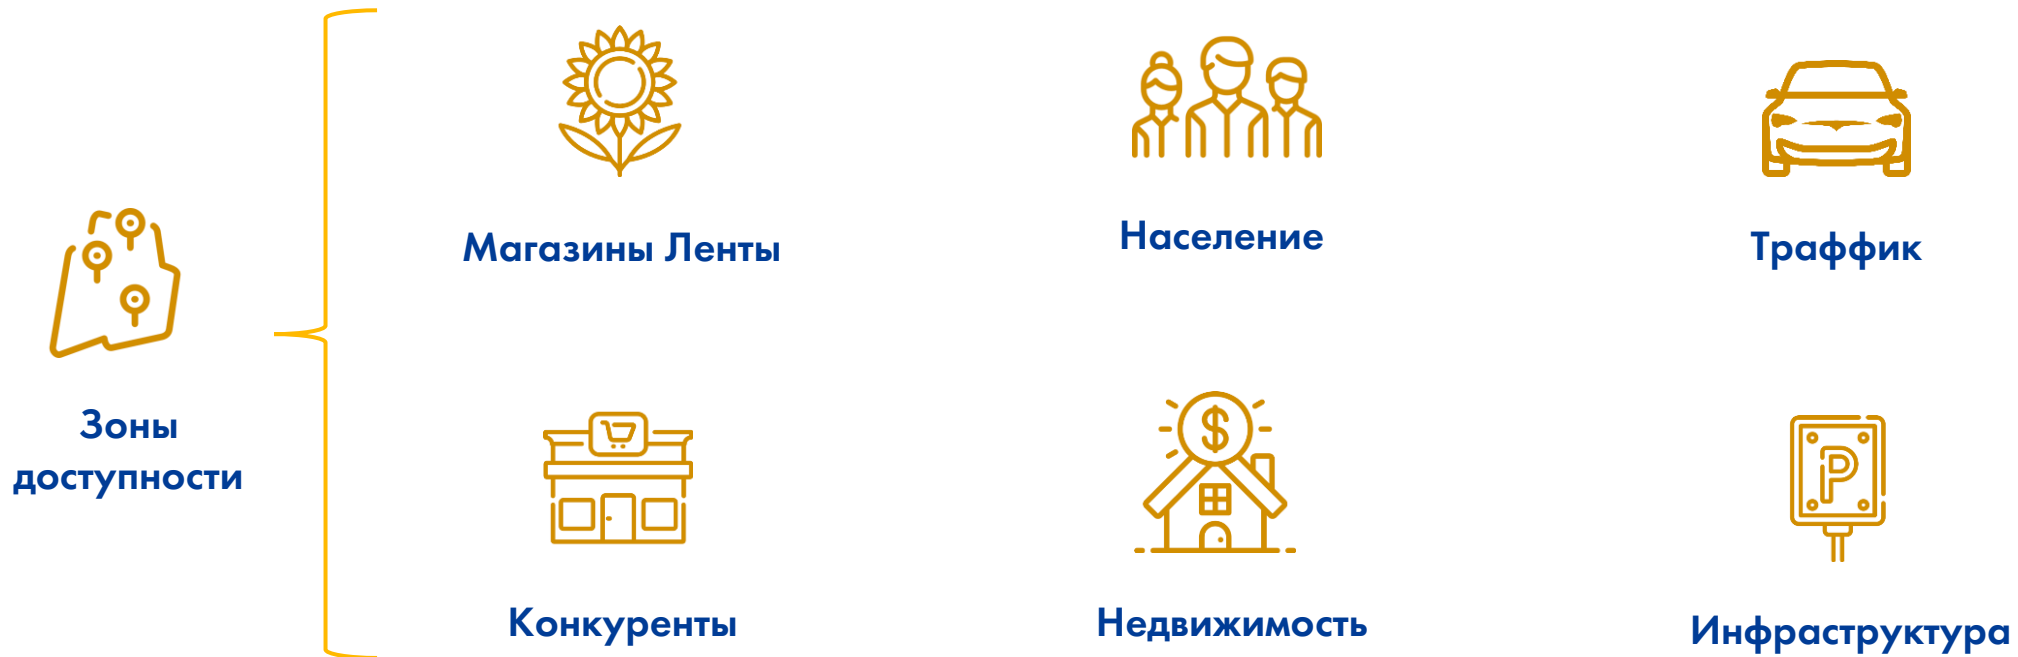 Зоны
доступности
Магазины Ленты
Население
Траффик
Конкуренты
Недвижимость
Инфраструктура
$
P